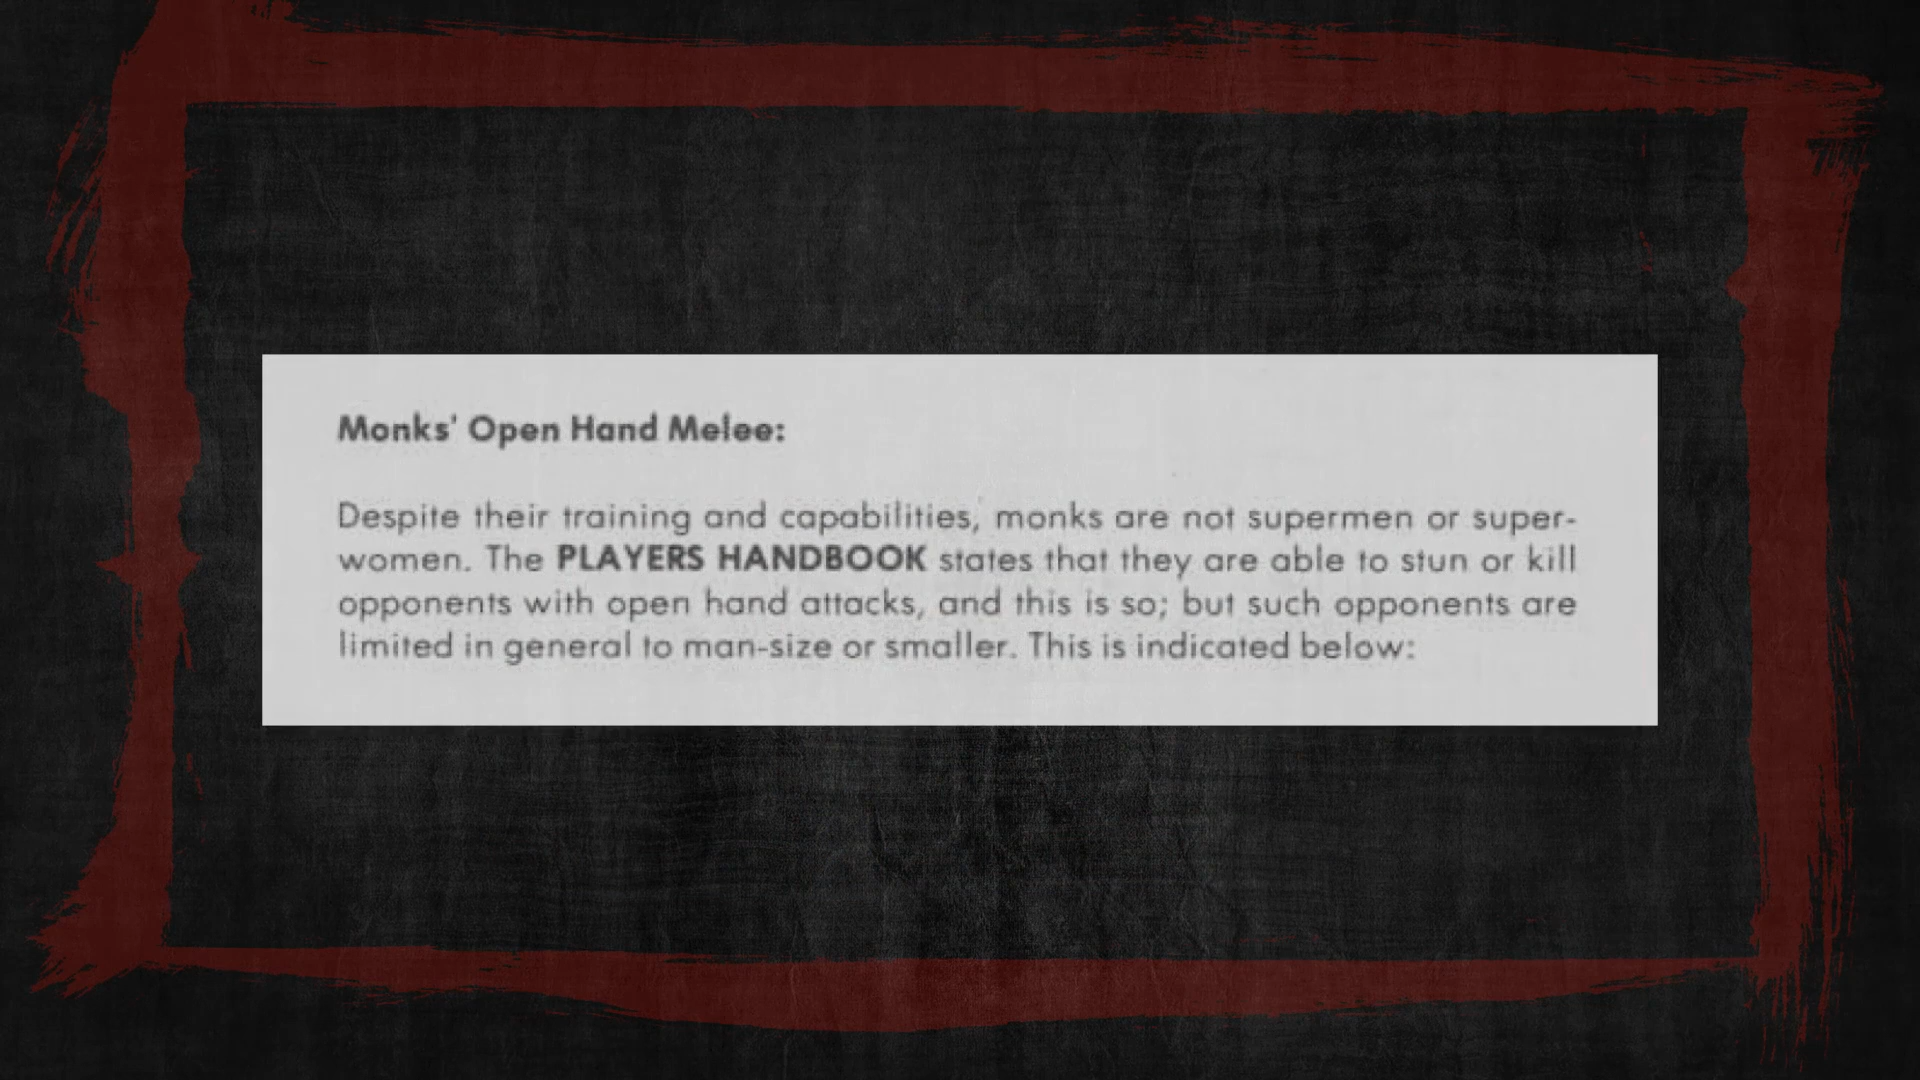 Monks' Open Hand Melee:
Despite their training and capabilities, monks are not supermen or super-
women. The PLAYERS HANDBOOK states that they are able to stun or kill
opponents with open hand attacks, and this is so; but such opponents are
limited in general to man-size or smaller. This is indicated below: